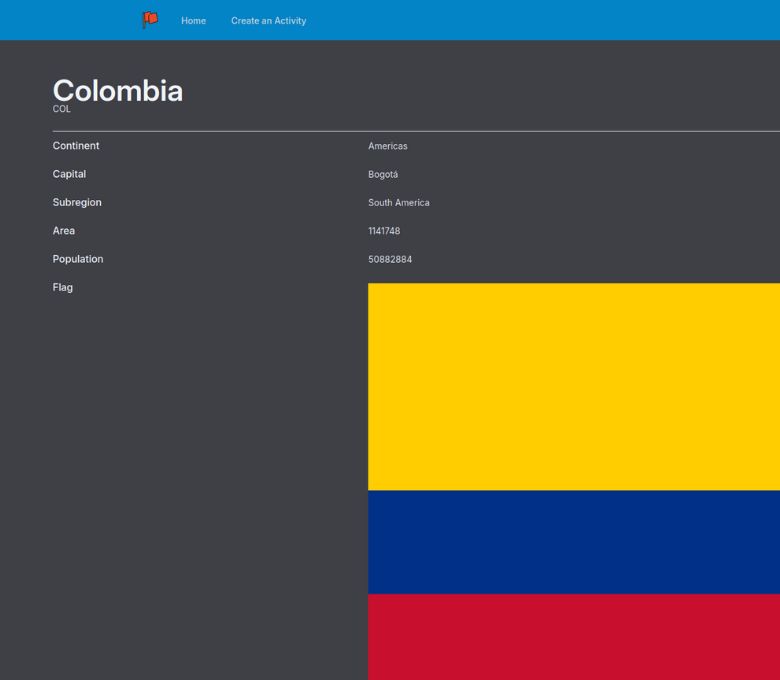 Home Create an Activity
Colombia
COL
Continent Americas
Capital Bogotá
Subregion South America
Area 1141748
Population 50882884
Flag